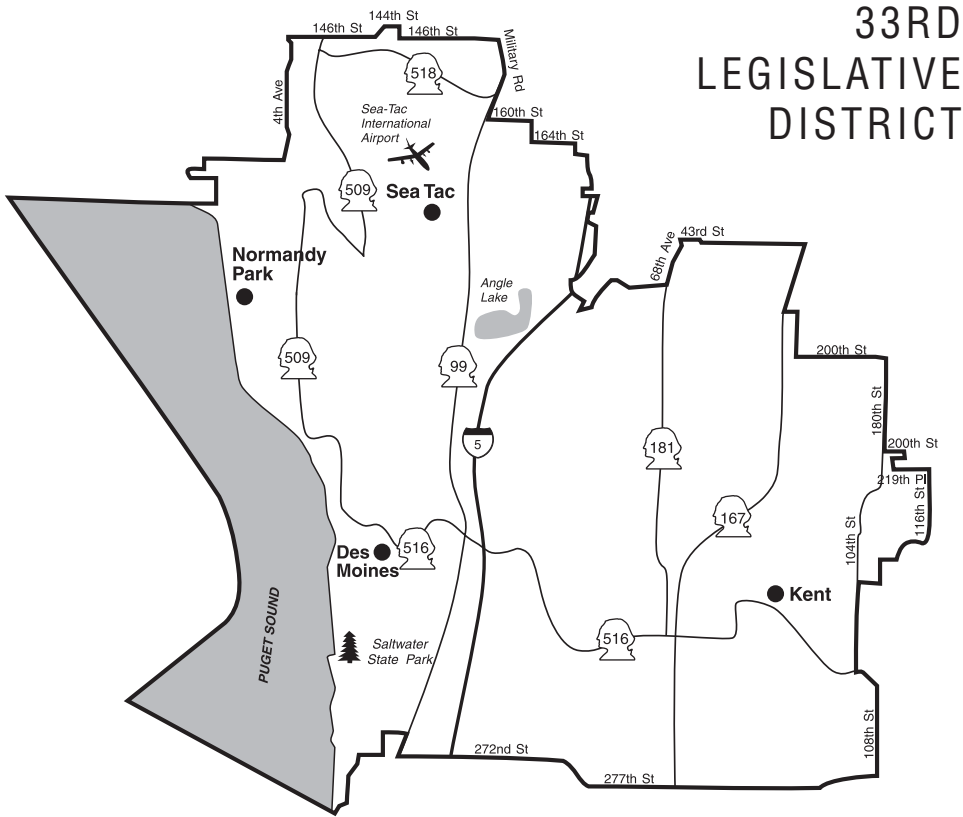 33RD
LEGISLATIVE
DISTRICT
144th St
146th St
146th St
Military Rd
518
4th Ave
Sea-Tac
International
Airport
160th St
164th St
509
Sea Tac
Normandy
Park
68th Ave
43rd St
Angle
Lake
509
99
200th St
180th St
5
181
200th St
219th Pl
116th St
167
104th St
516
Des
Moines
Kent
PUGET SOUND
516
Saltwater
State Park
108th St
272nd St
277th St